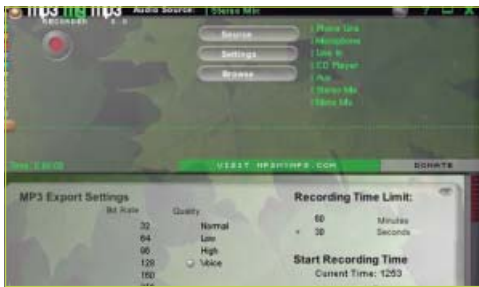 mp3 my mp3
RECORDER 3.0
Audio Source: | Stereo Mix
Source
Settings
Browse
| Phone Line
| Microphone
| Line In
| CD Player
| Aux
| Stereo Mix
| Mono Mix
VISIT MP3MYMP3.COM
DONATE
MP3 Export Settings
Bit Rate Quality
32 Normal
64 Low
96 High
128 Voice
160
Recording Time Limit:
60 Minutes
30 Seconds
Start Recording Time
Current Time: 1253